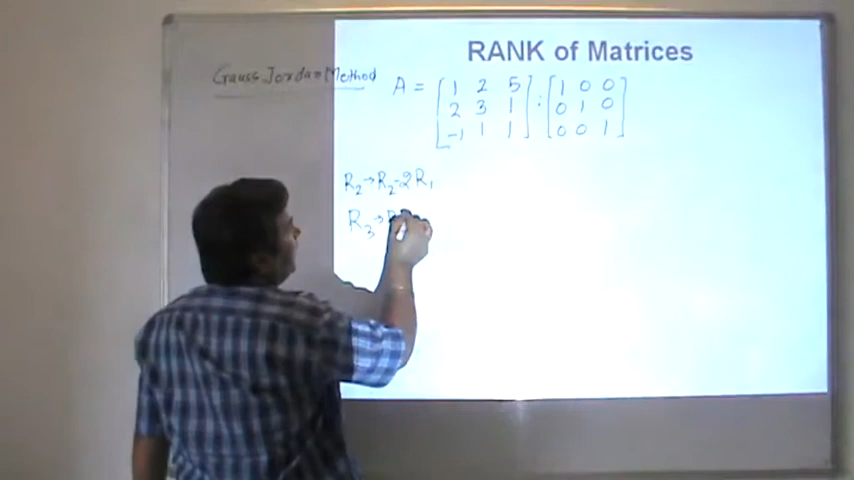 RANK of Matrices
Gauss Jordan Method
A = [1 2 5 : [1 0 0]
2 3 1 0 1 0
-1 1 1] 0 0 1]
R₂→R₂-2R₁
R₃→